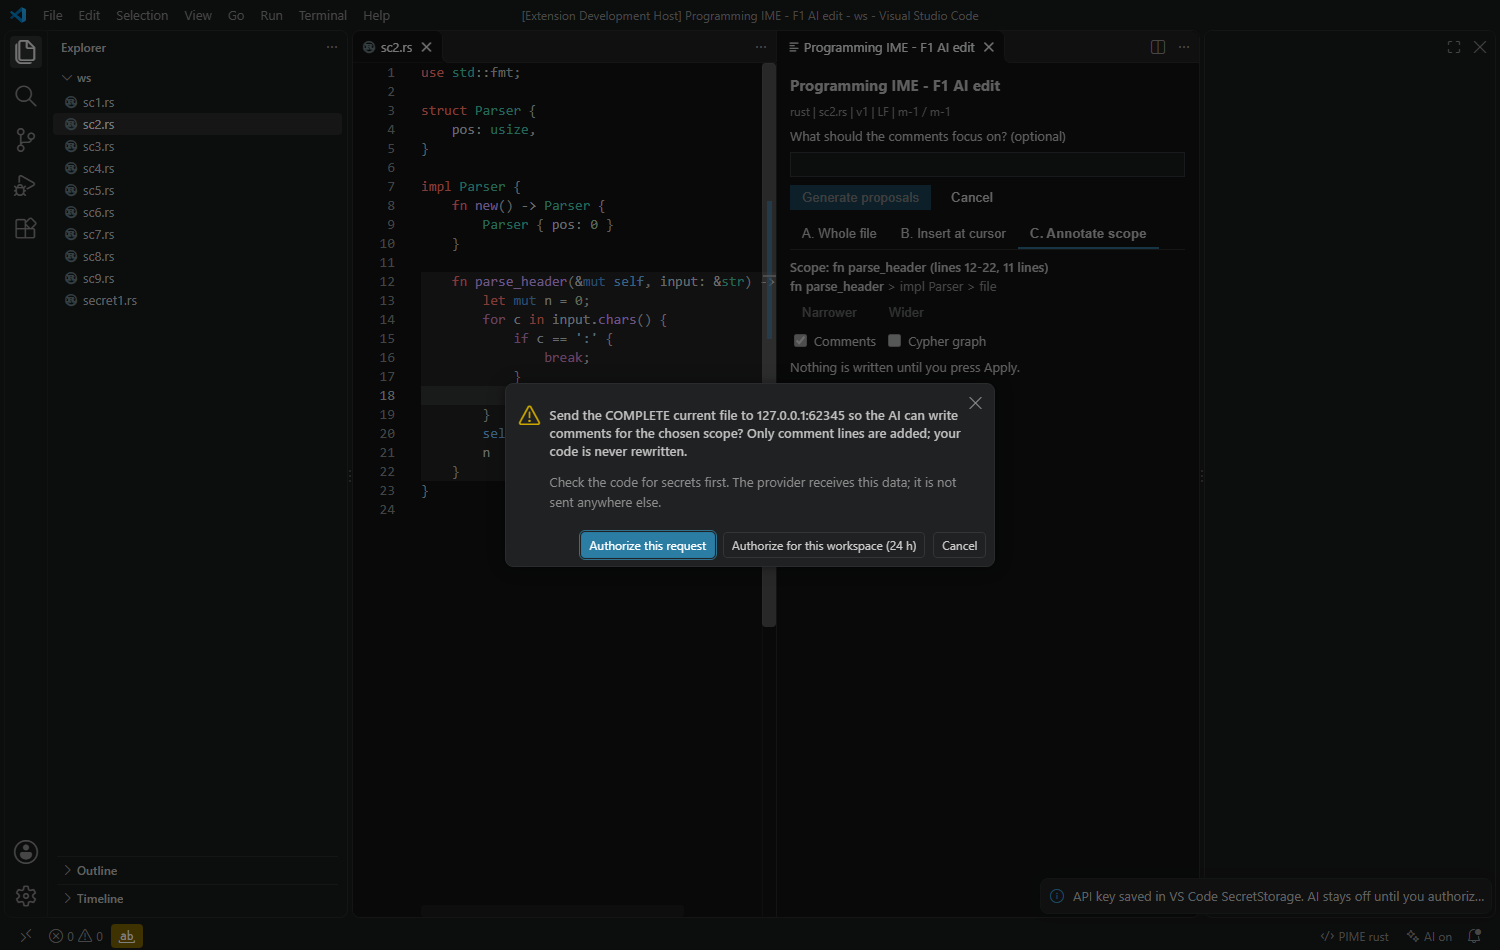 File Edit Selection View Go Run Terminal Help
[Extension Development Host] Programming IME - F1 AI edit - ws - Visual Studio Code
Explorer
ws
sc1.rs
sc2.rs
sc3.rs
sc4.rs
sc5.rs
sc6.rs
sc7.rs
sc8.rs
sc9.rs
secret1.rs
Outline
Timeline
sc2.rs
1 use std::fmt;
2
3 struct Parser {
4 pos: usize,
5 }
6
7 impl Parser {
8 fn new() -> Parser {
9 Parser { pos: 0 }
10 }
11
12 fn parse_header(&mut self, input: &str) ->
13 let mut n = 0;
14 for c in input.chars() {
15 if c == ':' {
16 break;
17 }
18
19 }
20 sel
21 n
22 }
23 }
24
Programming IME - F1 AI edit
Programming IME - F1 AI edit
rust | sc2.rs | v1 | LF | m-1 / m-1
What should the comments focus on? (optional)
Generate proposals Cancel
A. Whole file B. Insert at cursor C. Annotate scope
Scope: fn parse_header (lines 12-22, 11 lines)
fn parse_header > impl Parser > file
Narrower Wider
Comments Cypher graph
Nothing is written until you press Apply.
Send the COMPLETE current file to 127.0.0.1:62345 so the AI can write
comments for the chosen scope? Only comment lines are added; your
code is never rewritten.
Check the code for secrets first. The provider receives this data; it is not
sent anywhere else.
Authorize this request Authorize for this workspace (24 h) Cancel
API key saved in VS Code SecretStorage. AI stays off until you authoriz...
0 0 ab
PIME rust AI on